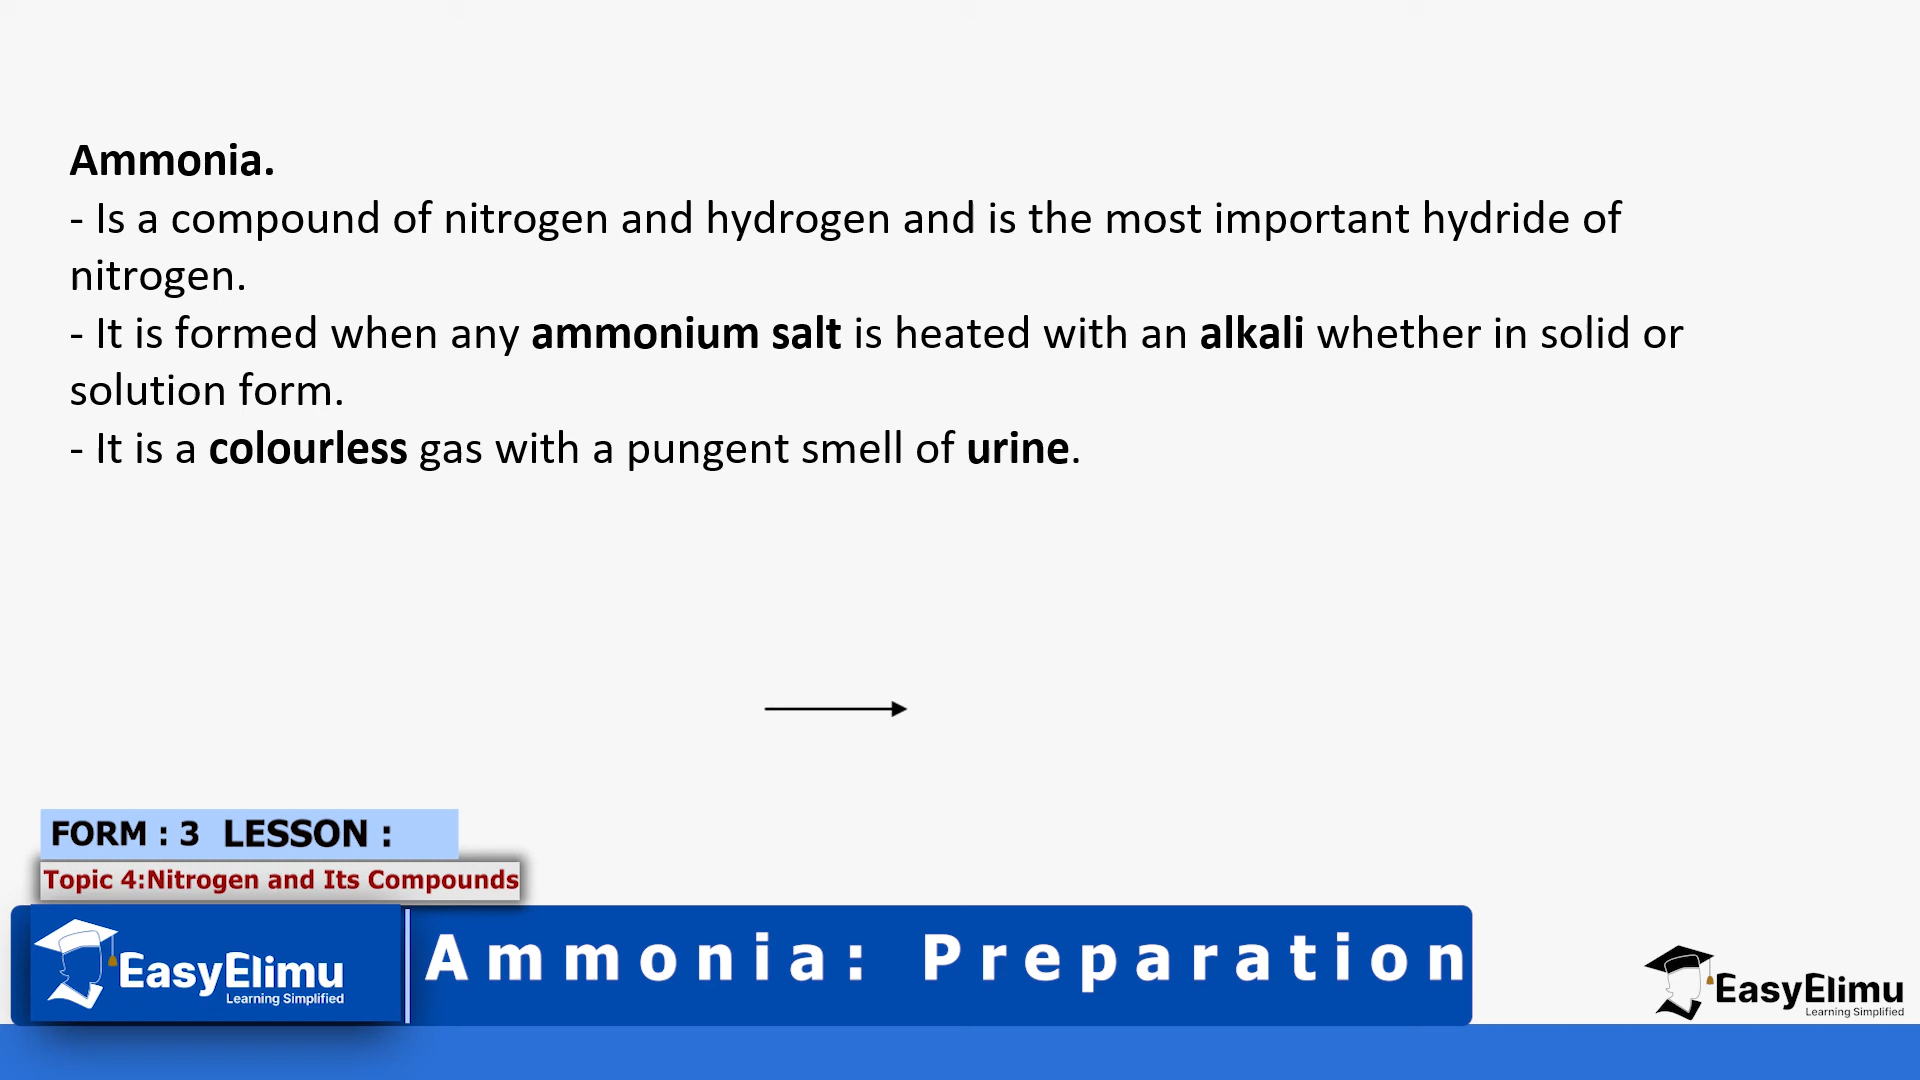 Ammonia.
- Is a compound of nitrogen and hydrogen and is the most important hydride of
nitrogen.
- It is formed when any ammonium salt is heated with an alkali whether in solid or
solution form.
- It is a colourless gas with a pungent smell of urine.
FORM : 3 LESSON :
Topic 4:Nitrogen and Its Compounds
EasyElimu
Learning Simplified
Ammonia: Preparation
EasyElimu
Learning Simplified